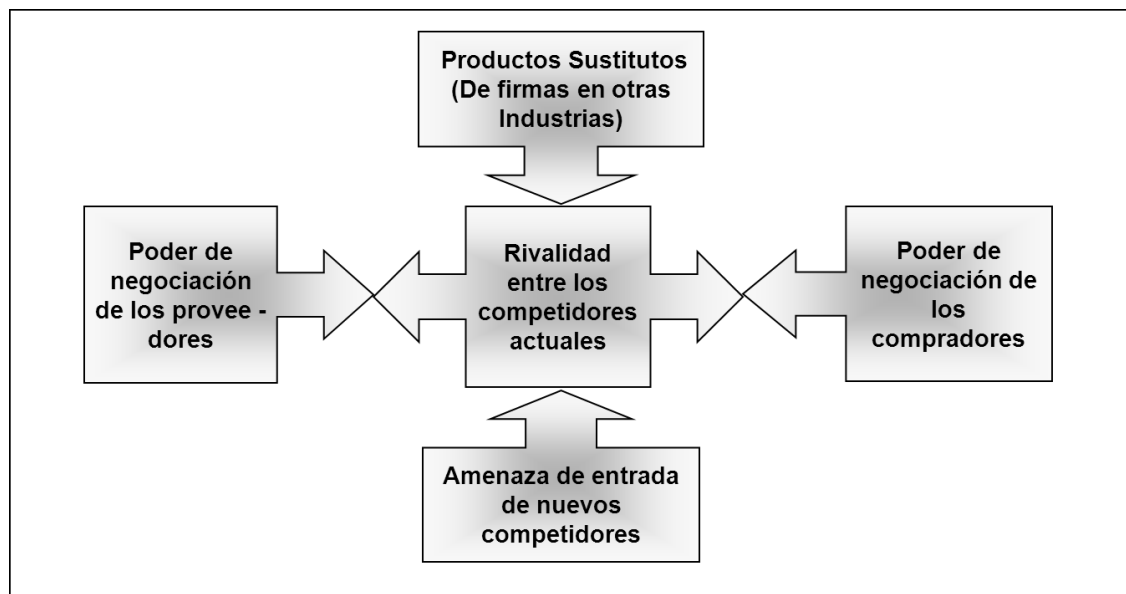 Productos Sustitutos
(De firmas en otras
Industrias)
Poder de
negociación
de los provee -
dores
Rivalidad
entre los
competidores
actuales
Poder de
negociación de
los
compradores
Amenaza de entrada
de nuevos
competidores